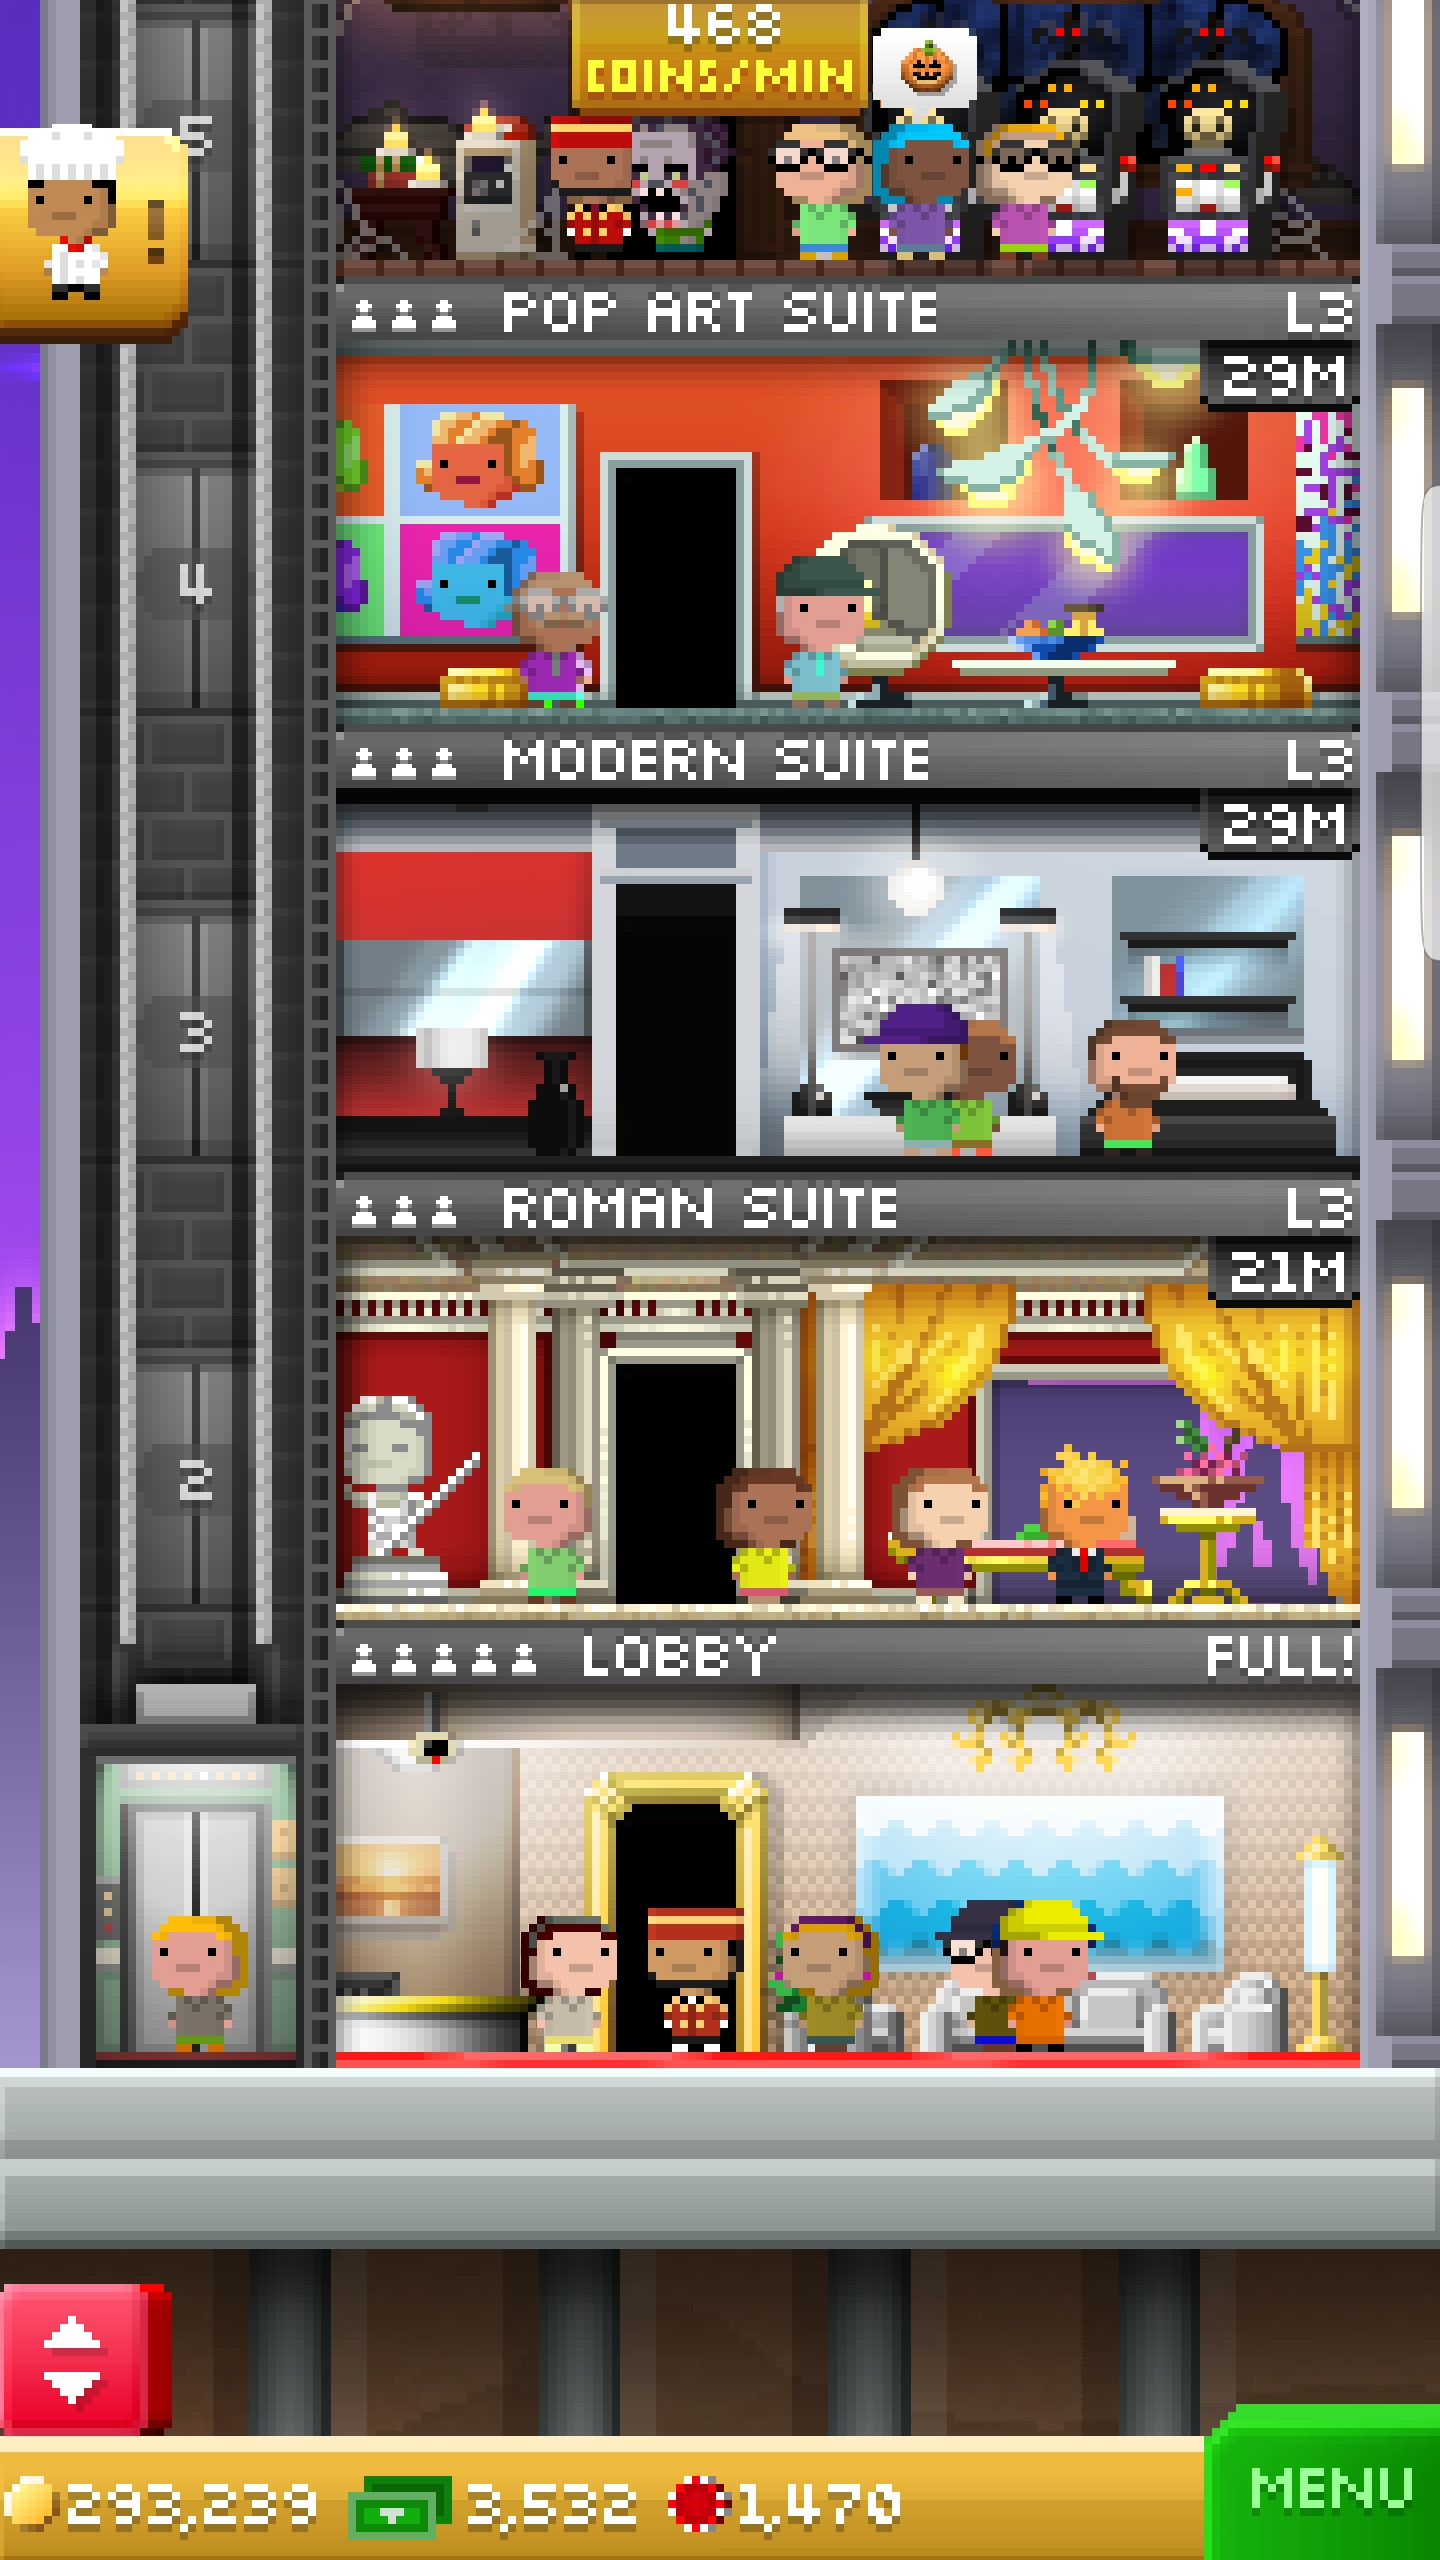 468
COINS/MIN
5
!
POP ART SUITE L3
29M
4
MODERN SUITE L3
29M
3
ROMAN SUITE L3
21M
2
LOBBY FULL!
MENU
293,239 3,532 1,470